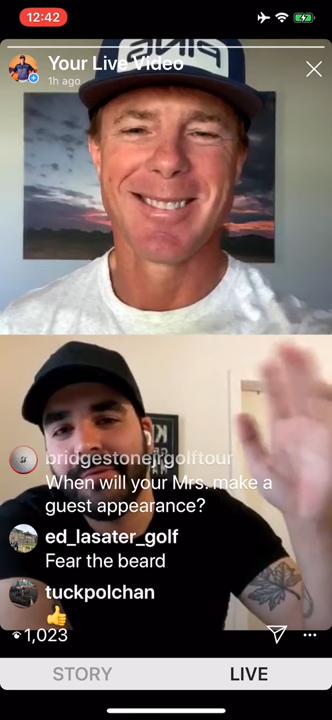 12:42
PING
Your Live Video
1h ago
bridgestonejrgolftour
When will your Mrs. make a
guest appearance?
ed_lasater_golf
Fear the beard
tuckpolchan
👍
1,023
STORY
LIVE